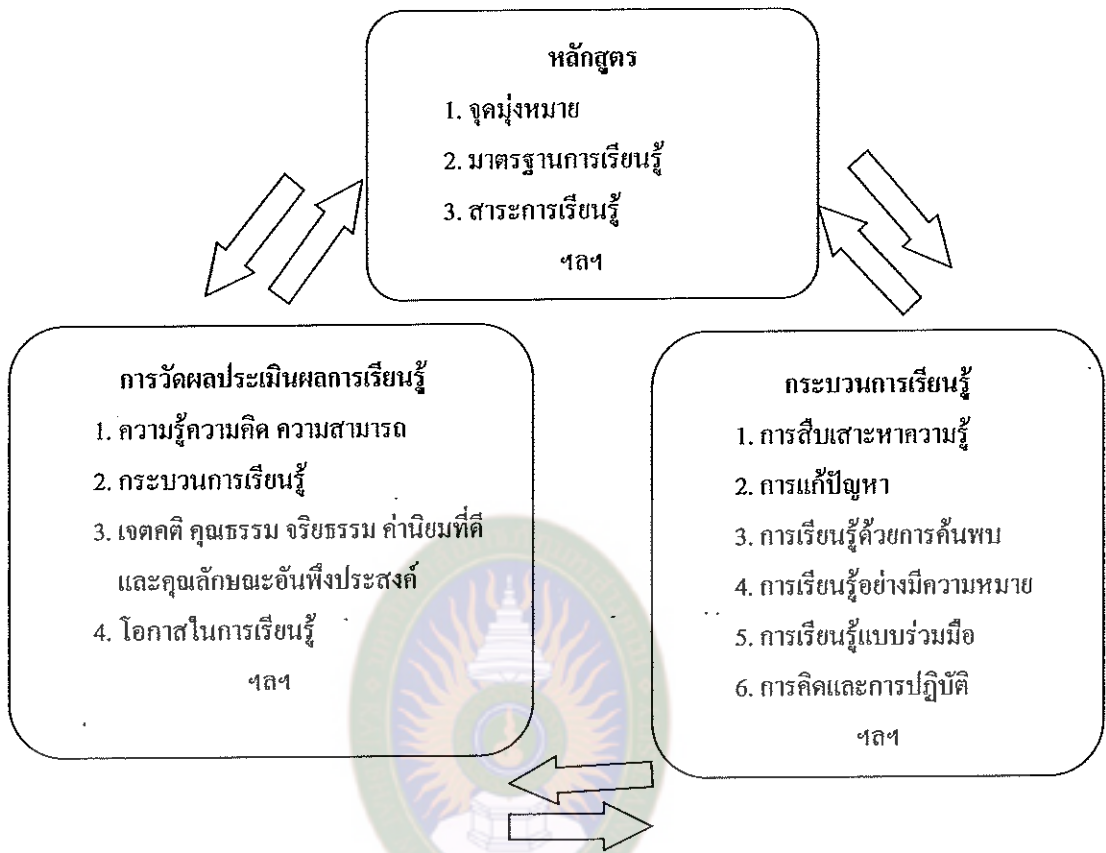 หลักสูตร
1. จุดมุ่งหมาย
2. มาตรฐานการเรียนรู้
3. สาระการเรียนรู้
ฯลฯ
การวัดผลประเมินผลการเรียนรู้
1. ความรู้ความคิด ความสามารถ
2. กระบวนการเรียนรู้
3. เจตคติ คุณธรรม จริยธรรม ค่านิยมที่ดี
และคุณลักษณะอันพึงประสงค์
4. โอกาสในการเรียนรู้
ฯลฯ
กระบวนการเรียนรู้
1. การสืบเสาะหาความรู้
2. การแก้ปัญหา
3. การเรียนรู้ด้วยการค้นพบ
4. การเรียนรู้อย่างมีความหมาย
5. การเรียนรู้แบบร่วมมือ
6. การคิดและการปฏิบัติ
ฯลฯ